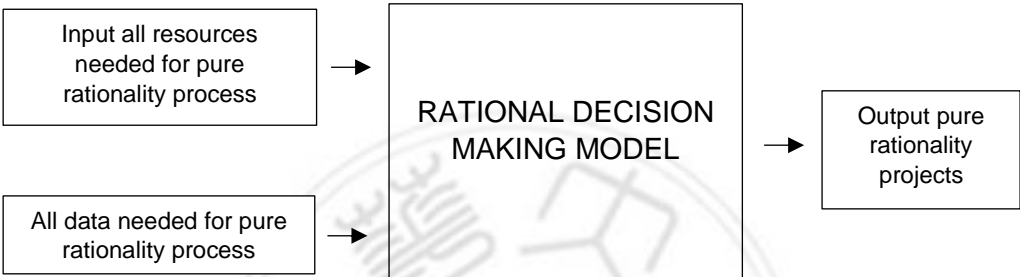 Input all resources
needed for pure
rationality process
All data needed for pure
rationality process
RATIONAL DECISION
MAKING MODEL
Output pure
rationality
projects